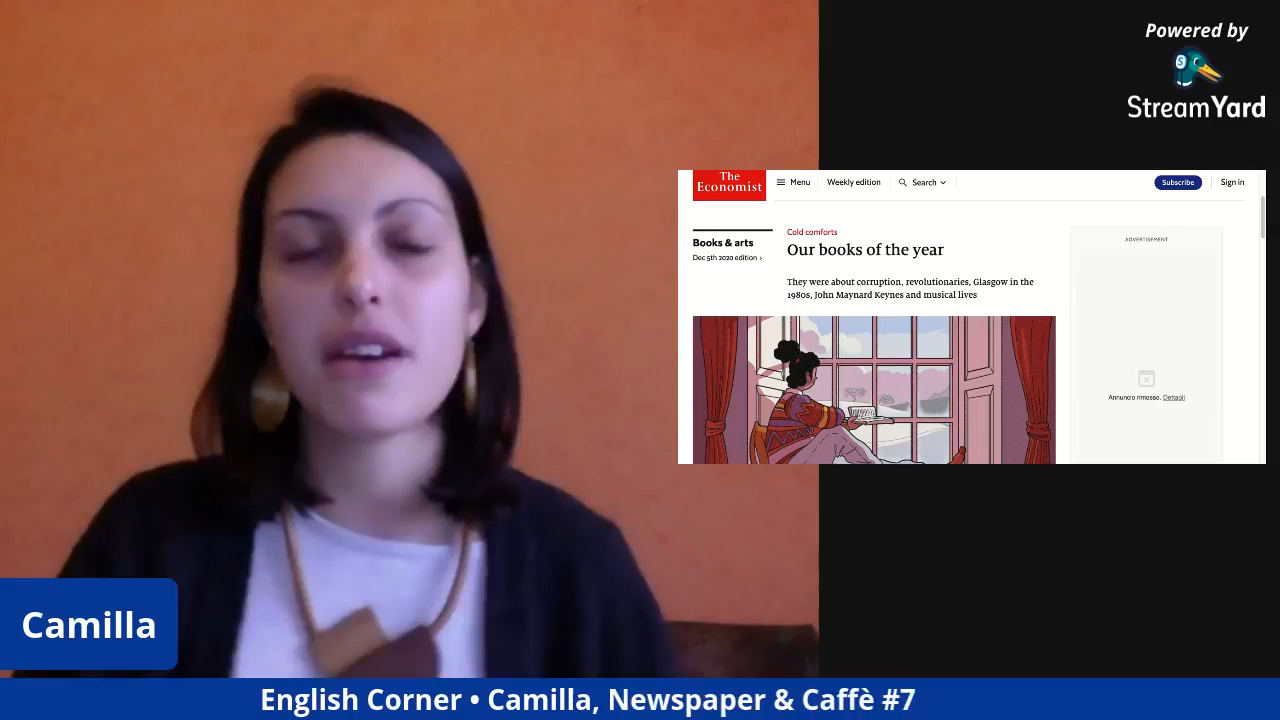 Powered by
StreamYard
The
Economist
Menu
Weekly edition
Search
Subscribe
Sign in
Books & arts
Dec 5th 2020 edition ›
Cold comforts
Our books of the year
They were about corruption, revolutionaries, Glasgow in the
1980s, John Maynard Keynes and musical lives
ADVERTISEMENT
Annuncio rimosso. Dettagli
Camilla
English Corner • Camilla, Newspaper & Caffè #7